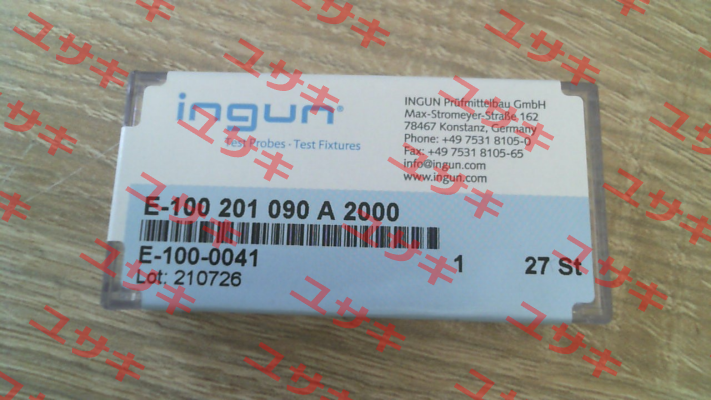 ingun®
Test Probes - Test Fixtures
INGUN Prüfmittelbau GmbH
Max-Stromeyer-Straße 162
78467 Konstanz, Germany
Phone: +49 7531 8105-0
Fax: +49 7531 8105-65
info@ingun.com
www.ingun.com
E-100 201 090 A 2000
E-100-0041
1
27 St
Lot: 210726
ユサキ